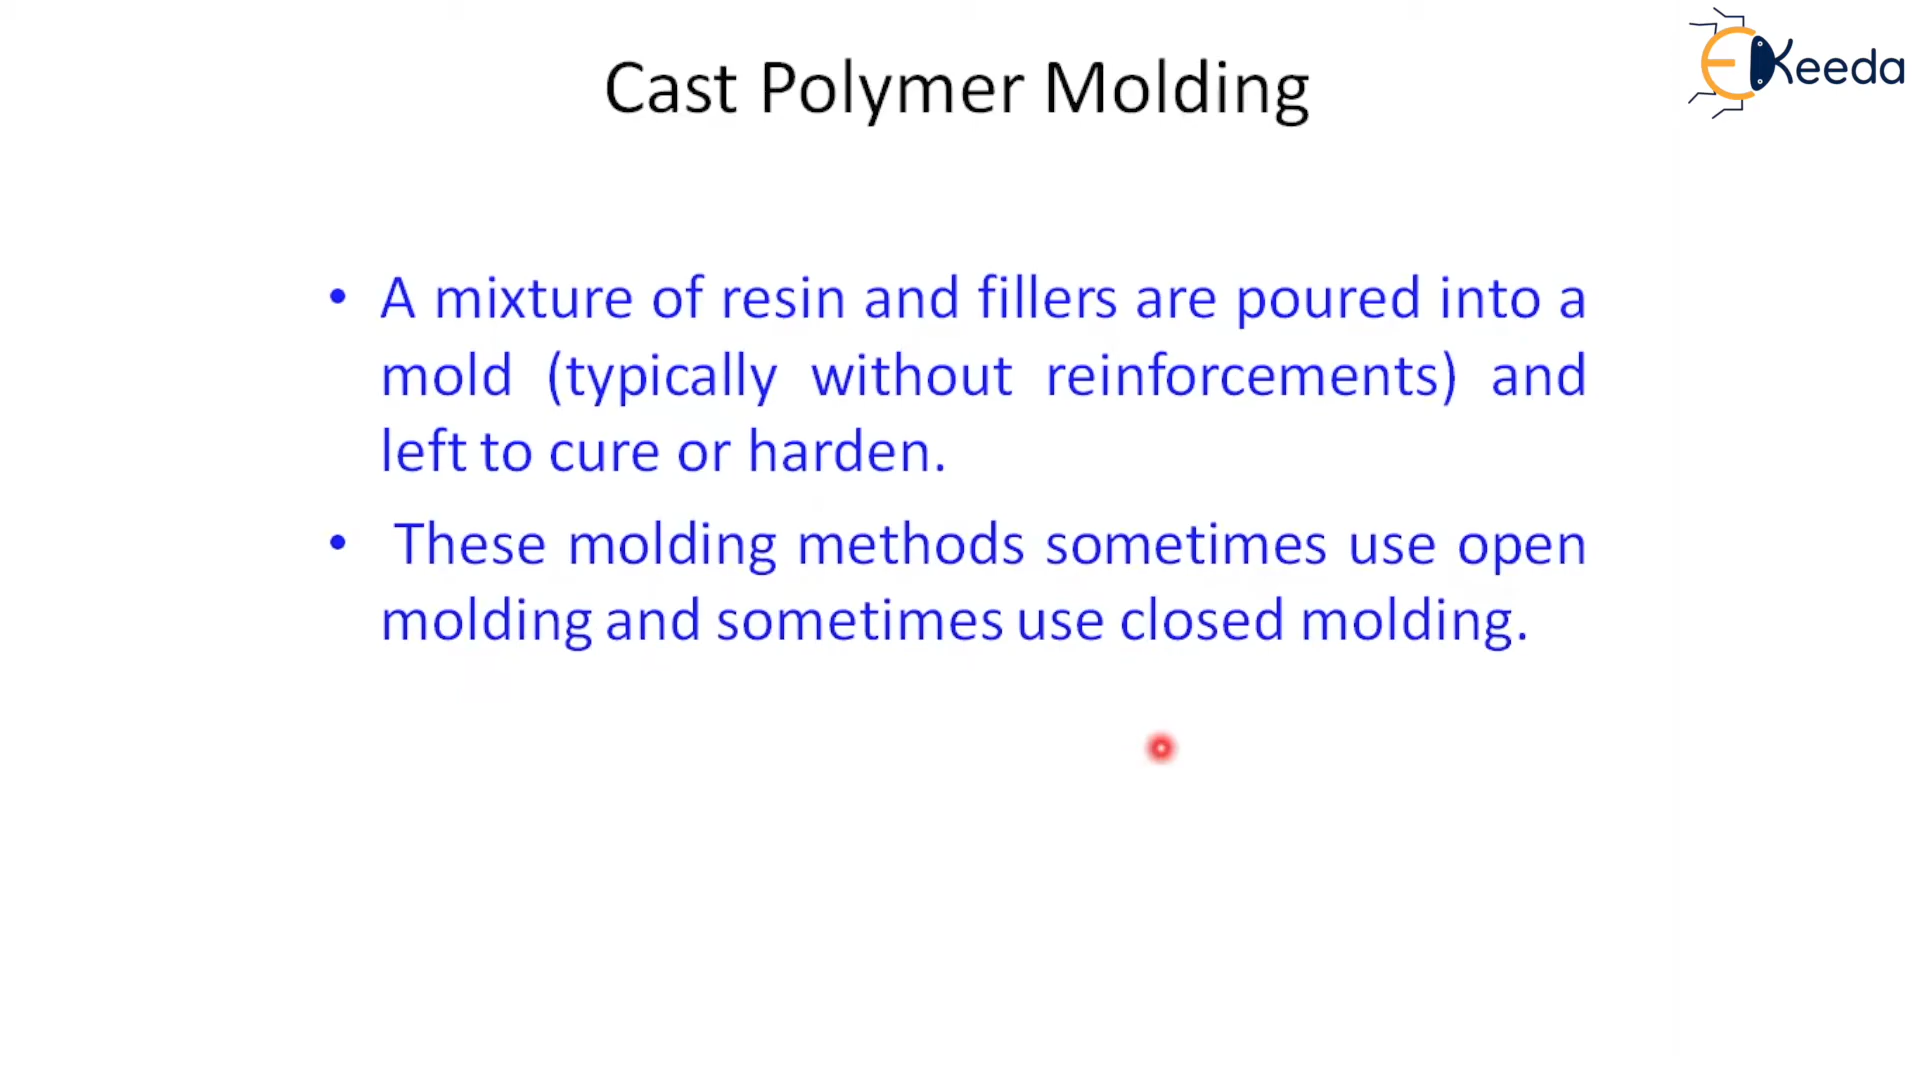 Cast Polymer Molding
EKeeda
• A mixture of resin and fillers are poured into a
mold (typically without reinforcements) and
left to cure or harden.
• These molding methods sometimes use open
molding and sometimes use closed molding.